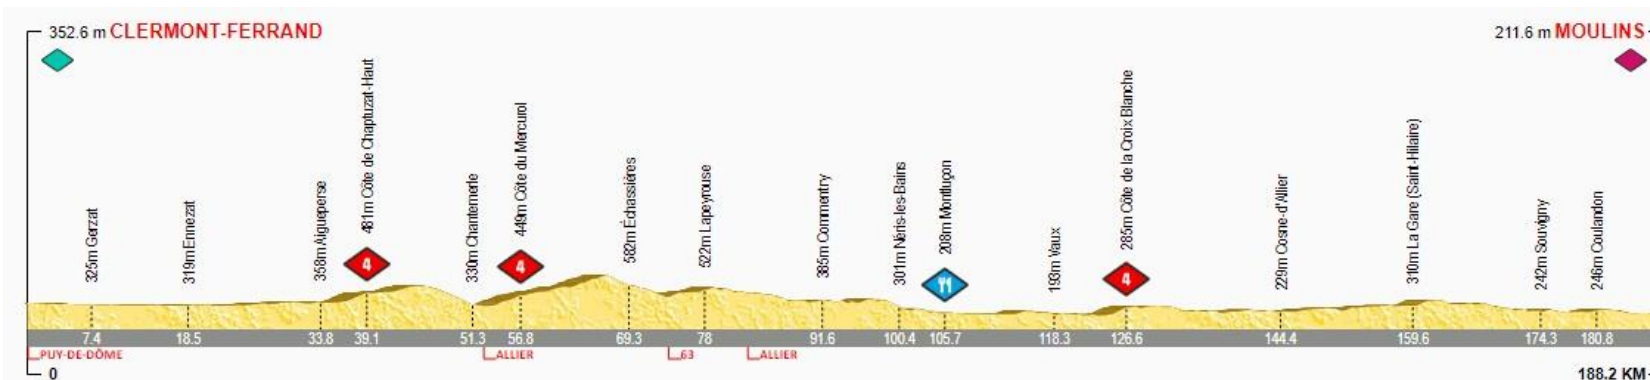 352.6 m CLERMONT-FERRAND
211.6 m MOULINS
325m Gerzat
319m Ennezat
358m Aigueperse
481m Côte de Chaptuzat-Haut
330m Chantemerle
449m Côte du Mercurol
582m Échassières
522m Lapeyrouse
385m Commentry
301m Néris-les-Bains
208m Montluçon
193m Vaux
285m Côte de la Croix Blanche
229m Cosne-d'Allier
310m La Gare (Saint-Hilaire)
242m Souvigny
246m Coulandon
4
4
4
7.4 18.5 33.8 39.1 51.3 56.8 69.3 78 91.6 100.4 105.7 118.3 126.6 144.4 159.6 174.3 180.8
PUY-DE-DÔME ALLIER 63 ALLIER
0 188.2 KM